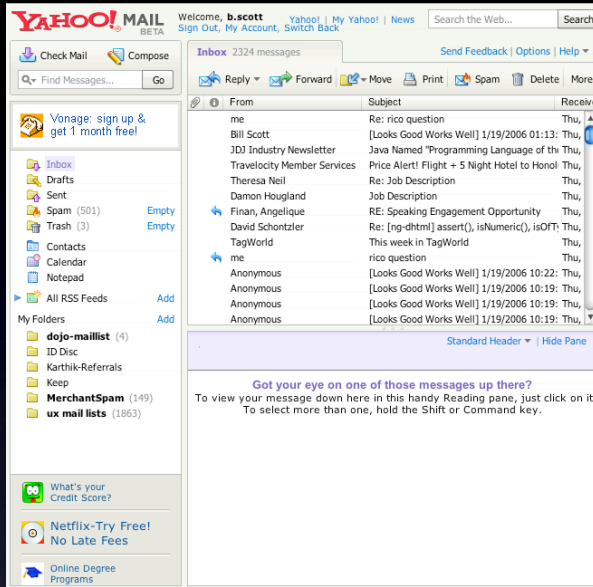 YAHOO! MAIL
BETA
Welcome, b.scott Yahoo! | My Yahoo! | News
Sign Out, My Account, Switch Back
Search the Web...
Search
Check Mail Compose
Find Messages... Go
Vonage: sign up &
get 1 month free!
Inbox
Drafts
Sent
Spam (501) Empty
Trash (3) Empty
Contacts
Calendar
Notepad
All RSS Feeds Add
My Folders Add
dojo-maillist (4)
ID Disc
Karthik-Referrals
Keep
MerchantSpam (149)
ux mail lists (1863)
What's your
Credit Score?
Netflix-Try Free!
No Late Fees
Online Degree
Programs
Inbox 2324 messages
Send Feedback | Options | Help
Reply Forward Move Print Spam Delete More
From Subject Receive
me Re: rico question Thu,
Bill Scott [Looks Good Works Well] 1/19/2006 01:13: Thu,
JDJ Industry Newsletter Java Named "Programming Language of the Thu,
Travelocity Member Services Price Alert! Flight + 5 Night Hotel to Honol Thu,
Theresa Neil Re: Job Description Thu,
Damon Hougland Job Description Thu,
Finan, Angelique RE: Speaking Engagement Opportunity Thu,
David Schontzler Re: [ng-dhtml] assert(), isNumeric(), isOfTy Thu,
TagWorld This week in TagWorld Thu,
me rico question Thu,
Anonymous [Looks Good Works Well] 1/19/2006 10:22: Thu,
Anonymous [Looks Good Works Well] 1/19/2006 10:19: Thu,
Anonymous [Looks Good Works Well] 1/19/2006 10:19: Thu,
Anonymous [Looks Good Works Well] 1/19/2006 10:19: Thu,
Standard Header | Hide Pane
Got your eye on one of those messages up there?
To view your message down here in this handy Reading pane, just click on it
To select more than one, hold the Shift or Command key.